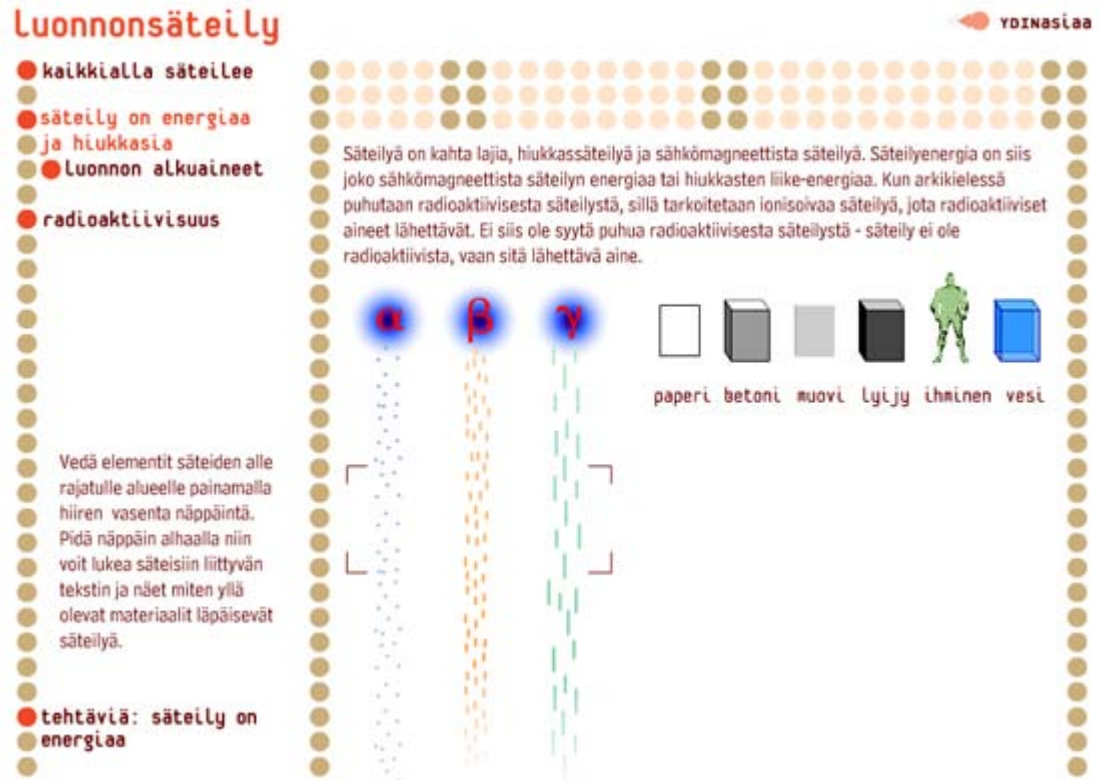 Luonnonsäteily
YDINasiaa
kaikkialla säteilee
säteily on energiaa
ja hiukkasia
Luonnon alkuaineet
radioaktiivisuus
Säteilyä on kahta lajia, hiukkassäteilyä ja sähkömagneettista säteilyä. Säteilyenergia on siis
joko sähkömagneettista säteilyn energiaa tai hiukkasten liike-energiaa. Kun arkikielessä
puhutaan radioaktiivisesta säteilystä, sillä tarkoitetaan ionisoivaa säteilyä, jota radioaktiiviset
aineet lähettävät. Ei siis ole syytä puhua radioaktiivisesta säteilystä - säteily ei ole
radioaktiivista, vaan sitä lähettävä aine.
α β γ
paperi betoni muovi lyijy ihminen vesi
Vedä elementit säteiden alle
rajatulle alueelle painamalla
hiiren vasenta näppäintä.
Pidä näppäin alhaalla niin
voit lukea säteisiin liittyvän
tekstin ja näet miten yllä
olevat materiaalit läpäisevät
säteilyä.
tehtäviä: säteily on
energiaa